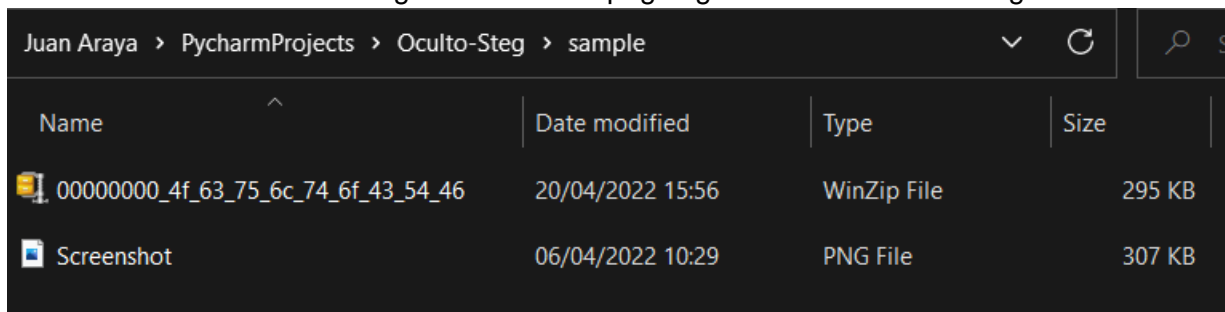 Juan Araya > PycharmProjects > Oculto-Steg > sample
Name Date modified Type Size
00000000_4f_63_75_6c_74_6f_43_54_46 20/04/2022 15:56 WinZip File 295 KB
Screenshot 06/04/2022 10:29 PNG File 307 KB